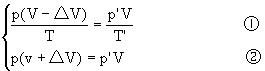 p(V − △V)/T = p'V/T' ①
p(v + △V) = p'V ②